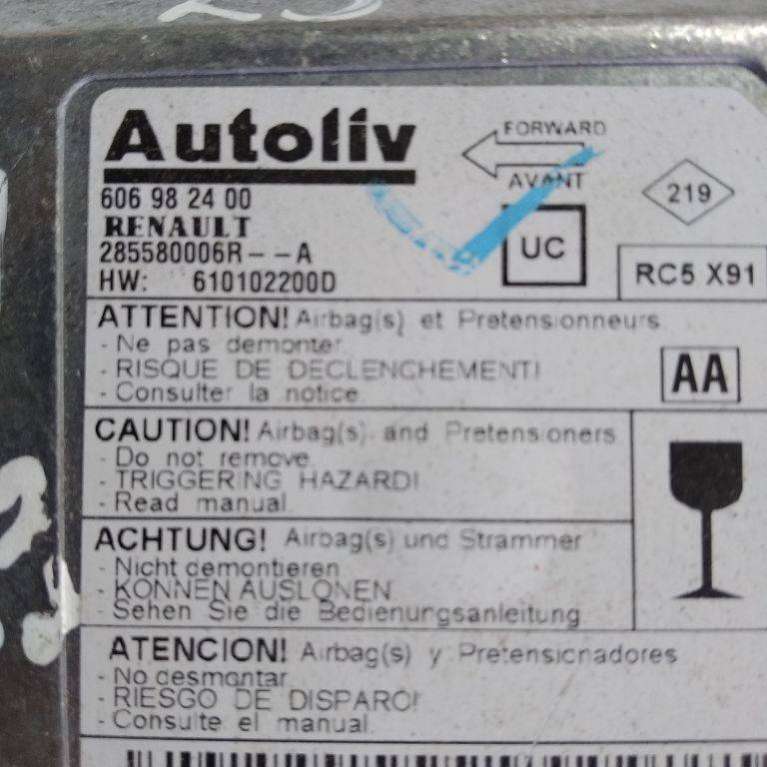 Autoliv
606 98 24 00
RENAULT
285580006R--A
HW: 610102200D
FORWARD
AVANT
UC
219
RC5 X91
ATTENTION! Airbag(s) et Pretensionneurs
- Ne pas demonter
- RISQUE DE DECLENCHEMENT!
- Consulter la notice
AA
CAUTION! Airbag(s) and Pretensioners
- Do not remove
- TRIGGERING HAZARD!
- Read manual
ACHTUNG! Airbag(s) und Strammer
- Nicht demontieren
- KONNEN AUSLONEN
- Sehen Sie die Bedienungsanleitung
ATENCION! Airbag(s) y Pretensicnadores
- No desmontar
- RIESGO DE DISPARO!
- Consulte el manual